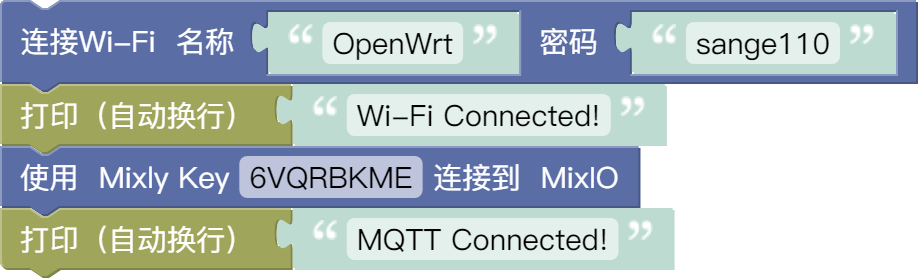 连接Wi-Fi 名称 “ OpenWrt ” 密码 “ sange110 ”
打印（自动换行） “ Wi-Fi Connected! ”
使用 Mixly Key 6VQRBKME 连接到 MixIO
打印（自动换行） “ MQTT Connected! ”